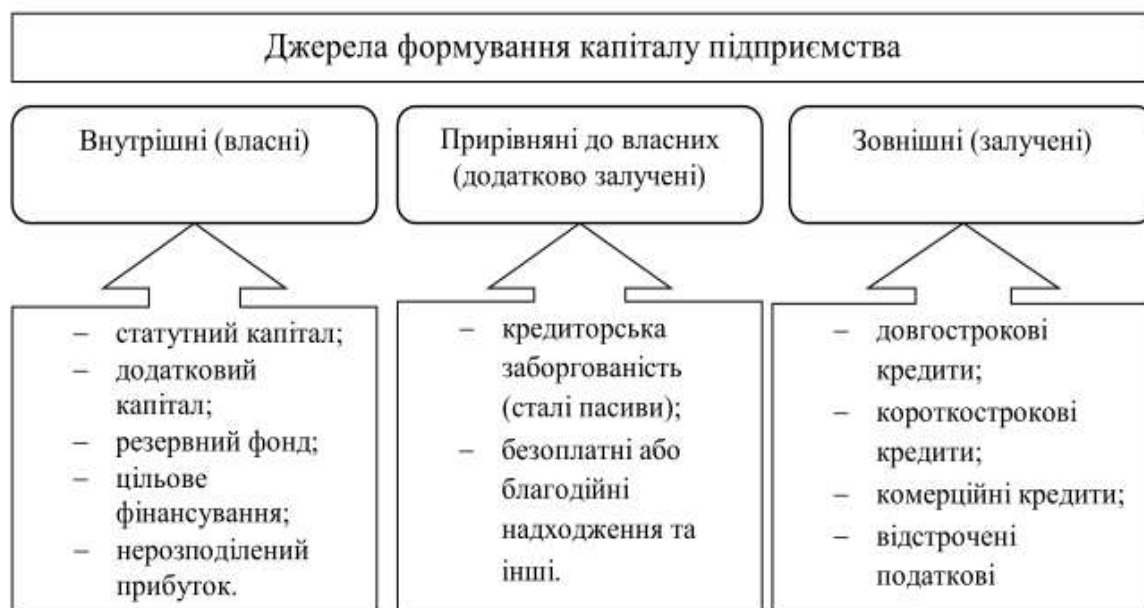 Джерела формування капіталу підприємства
Внутрішні (власні)
Прирівняні до власних
(додатково залучені)
Зовнішні (залучені)
– статутний капітал;
– додатковий
капітал;
– резервний фонд;
– цільове
фінансування;
– нерозподілений
прибуток.
– кредиторська
заборгованість
(сталі пасиви);
– безоплатні або
благодійні
надходження та
інші.
– довгострокові
кредити;
– короткострокові
кредити;
– комерційні кредити;
– відстрочені
податкові